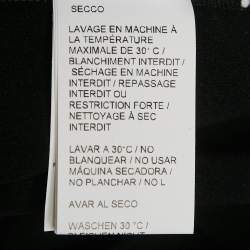 SECCO
LAVAGE EN MACHINE À
LA TEMPÉRATURE
MAXIMALE DE 30° C /
BLANCHIMENT INTERDIT /
SÉCHAGE EN MACHINE
INTERDIT / REPASSAGE
INTERDIT OU
RESTRICTION FORTE /
NETTOYAGE À SEC
INTERDIT
LAVAR A 30°C / NO
BLANQUEAR / NO USAR
MÁQUINA SECADORA /
NO PLANCHAR / NO L
AVAR AL SECO
WASCHEN 30 °C /